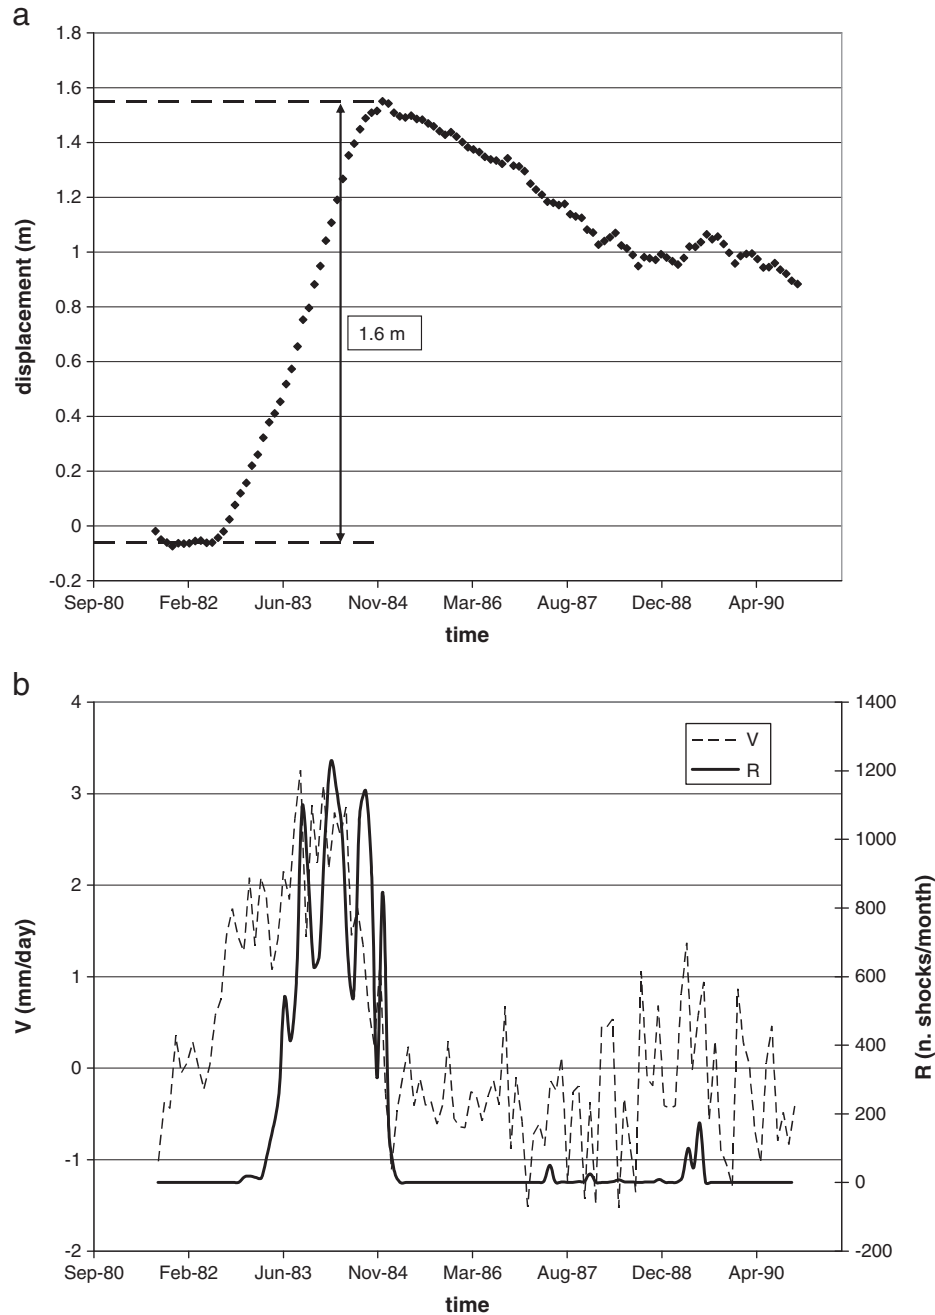 a
1.8
1.6
1.4
1.2
1
0.8
0.6
0.4
0.2
0
-0.2
displacement (m)
1.6 m
Sep-80 Feb-82 Jun-83 Nov-84 Mar-86 Aug-87 Dec-88 Apr-90
time
b
4
3
2
1
0
-1
-2
V (mm/day)
V
R
1400
1200
1000
800
600
400
200
0
-200
R (n. shocks/month)
Sep-80 Feb-82 Jun-83 Nov-84 Mar-86 Aug-87 Dec-88 Apr-90
time